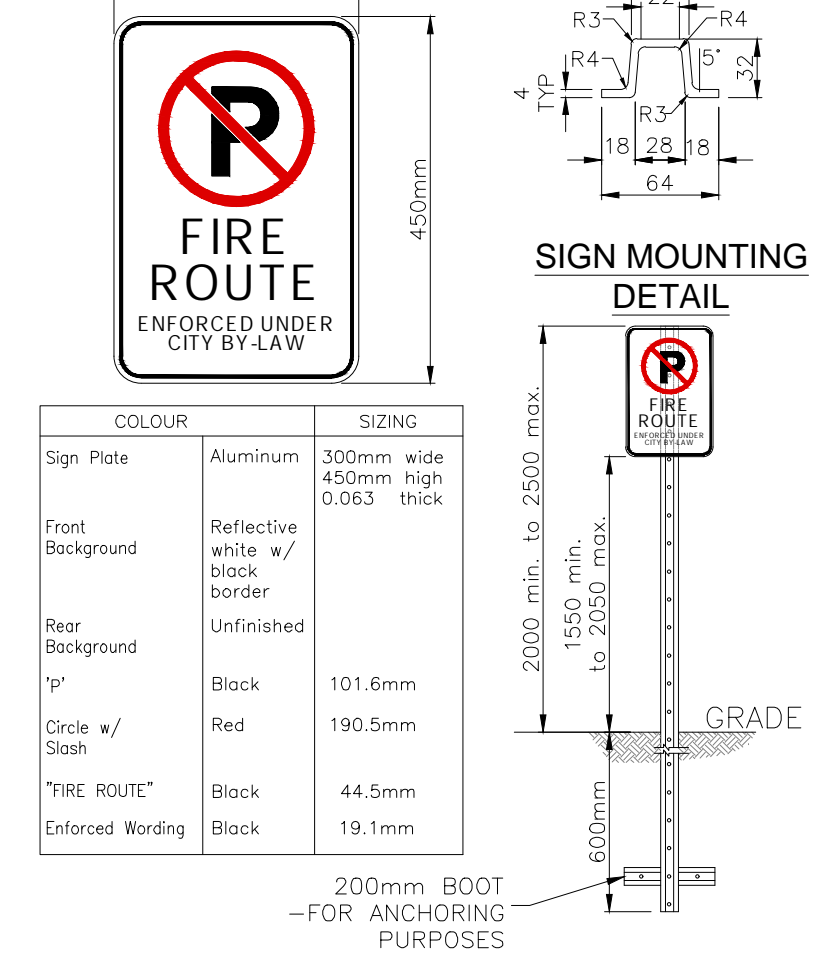 P
FIRE
ROUTE
ENFORCED UNDER
CITY BY-LAW
450mm
22
R3
R4
R4
5°
32
4
TYP
R3
18
28
18
64
SIGN MOUNTING
DETAIL
COLOUR
SIZING
Sign Plate
Aluminum
300mm wide
450mm high
0.063 thick
Front
Background
Reflective
white w/
black
border
Rear
Background
Unfinished
'P'
Black
101.6mm
Circle w/
Slash
Red
190.5mm
"FIRE ROUTE"
Black
44.5mm
Enforced Wording
Black
19.1mm
P
FIRE
ROUTE
ENFORCED UNDER
CITY BY-LAW
2000 min. to 2500 max.
1550 min.
to 2050 max.
GRADE
600mm
200mm BOOT
-FOR ANCHORING
PURPOSES